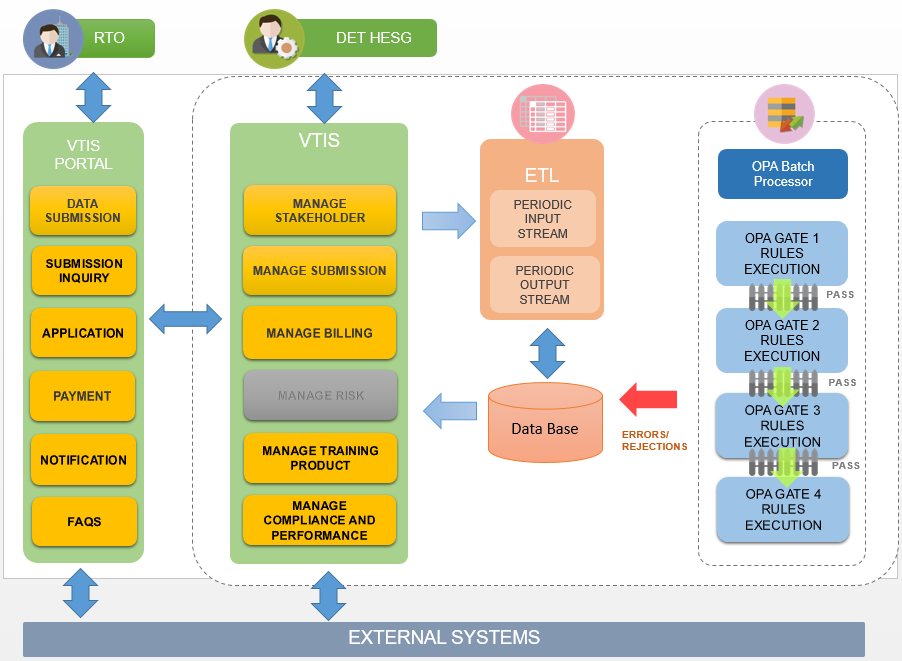 RTO
DET HESG
VTIS
PORTAL
DATA
SUBMISSION
SUBMISSION
INQUIRY
APPLICATION
PAYMENT
NOTIFICATION
FAQS
VTIS
MANAGE
STAKEHOLDER
MANAGE SUBMISSION
MANAGE BILLING
MANAGE RISK
MANAGE TRAINING
PRODUCT
MANAGE
COMPLIANCE AND
PERFORMANCE
ETL
PERIODIC
INPUT
STREAM
PERIODIC
OUTPUT
STREAM
Data Base
ERRORS/
REJECTIONS
OPA Batch
Processor
OPA GATE 1
RULES
EXECUTION
PASS
OPA GATE 2
RULES
EXECUTION
PASS
OPA GATE 3
RULES
EXECUTION
PASS
OPA GATE 4
RULES
EXECUTION
EXTERNAL SYSTEMS